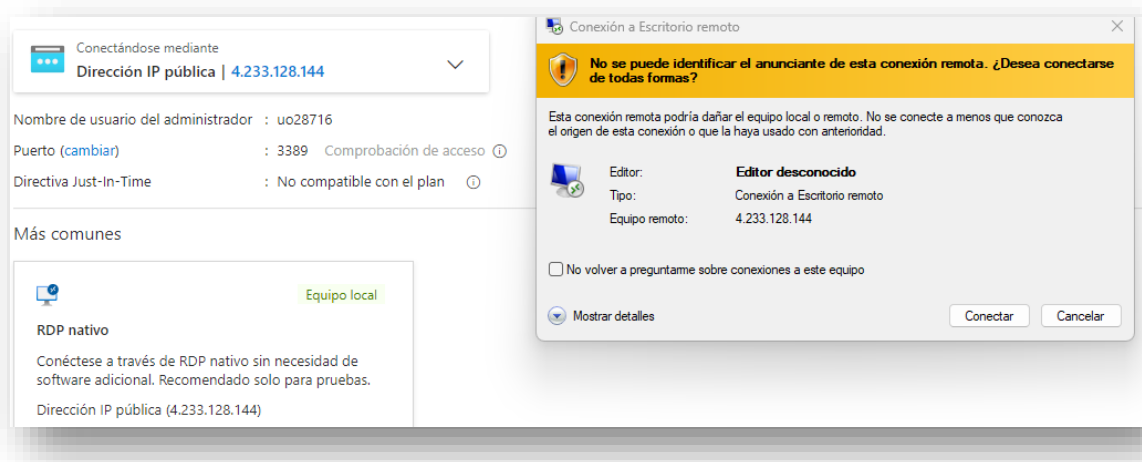 Conectándose mediante
Dirección IP pública | 4.233.128.144
Nombre de usuario del administrador : uo28716
Puerto (cambiar) : 3389 Comprobación de acceso
Directiva Just-In-Time : No compatible con el plan
Más comunes
Equipo local
RDP nativo
Conéctese a través de RDP nativo sin necesidad de
software adicional. Recomendado solo para pruebas.
Dirección IP pública (4.233.128.144)
Conexión a Escritorio remoto
No se puede identificar el anunciante de esta conexión remota. ¿Desea conectarse
de todas formas?
Esta conexión remota podría dañar el equipo local o remoto. No se conecte a menos que conozca
el origen de esta conexión o que la haya usado con anterioridad.
Editor: Editor desconocido
Tipo: Conexión a Escritorio remoto
Equipo remoto: 4.233.128.144
No volver a preguntarme sobre conexiones a este equipo
Mostrar detalles
Conectar
Cancelar